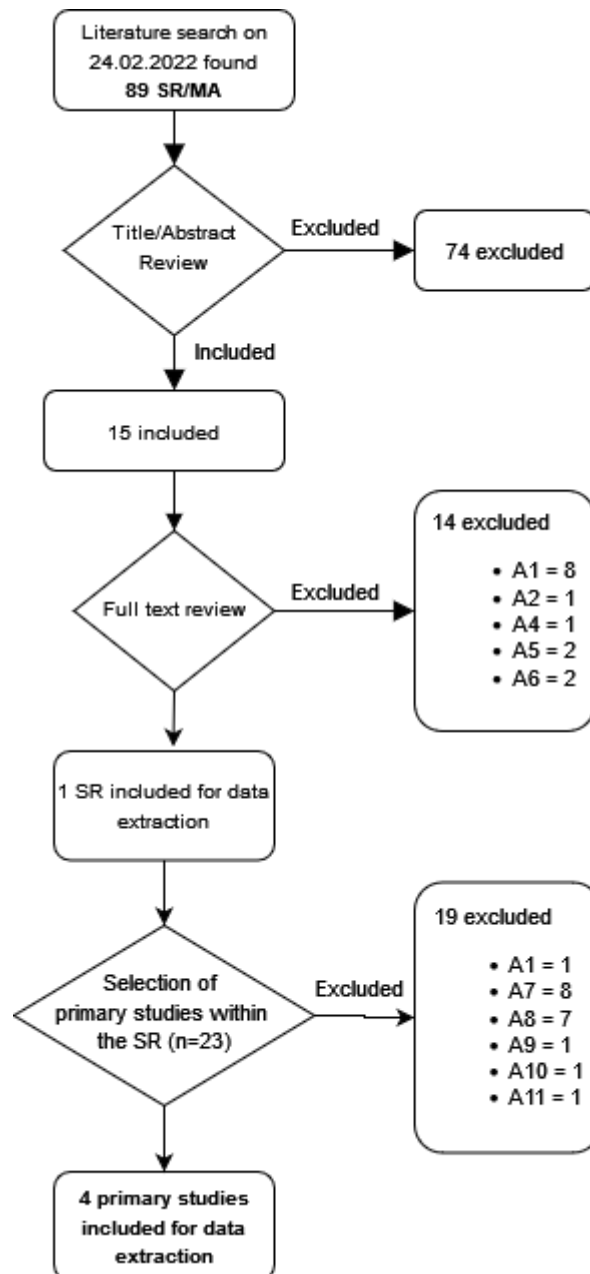 Literature search on
24.02.2022 found
89 SR/MA
Title/Abstract
Review
Excluded
74 excluded
Included
15 included
Full text review
Excluded
14 excluded
• A1 = 8
• A2 = 1
• A4 = 1
• A5 = 2
• A6 = 2
1 SR included for data
extraction
Selection of
primary studies within
the SR (n=23)
Excluded
19 excluded
• A1 = 1
• A7 = 8
• A8 = 7
• A9 = 1
• A10 = 1
• A11 = 1
4 primary studies
included for data
extraction